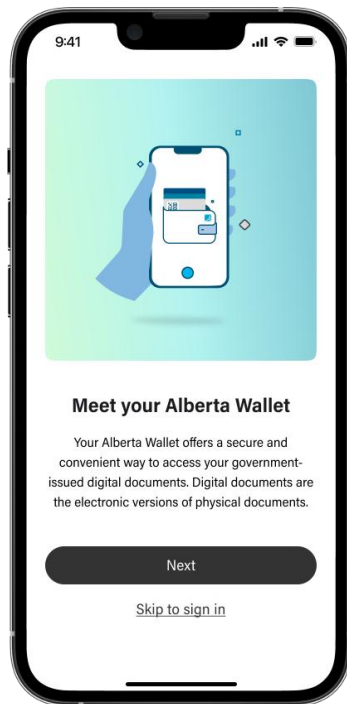 9:41
Meet your Alberta Wallet
Your Alberta Wallet offers a secure and
convenient way to access your government-
issued digital documents. Digital documents are
the electronic versions of physical documents.
Next
Skip to sign in